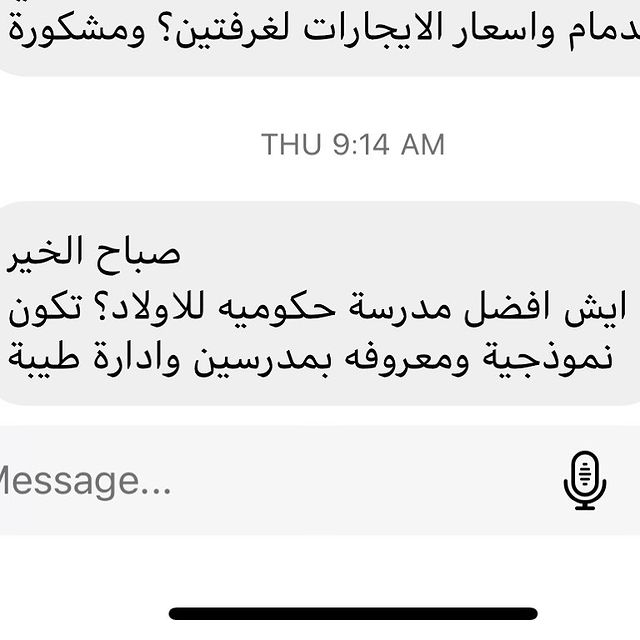 واسعار الايجارات لغرفتين؟ ومشكورة
THU 9:14 AM
صباح الخير
ايش افضل مدرسة حكوميه للاولاد؟ تكون
نموذجية ومعروفه بمدرسين وادارة طيبة
Message...